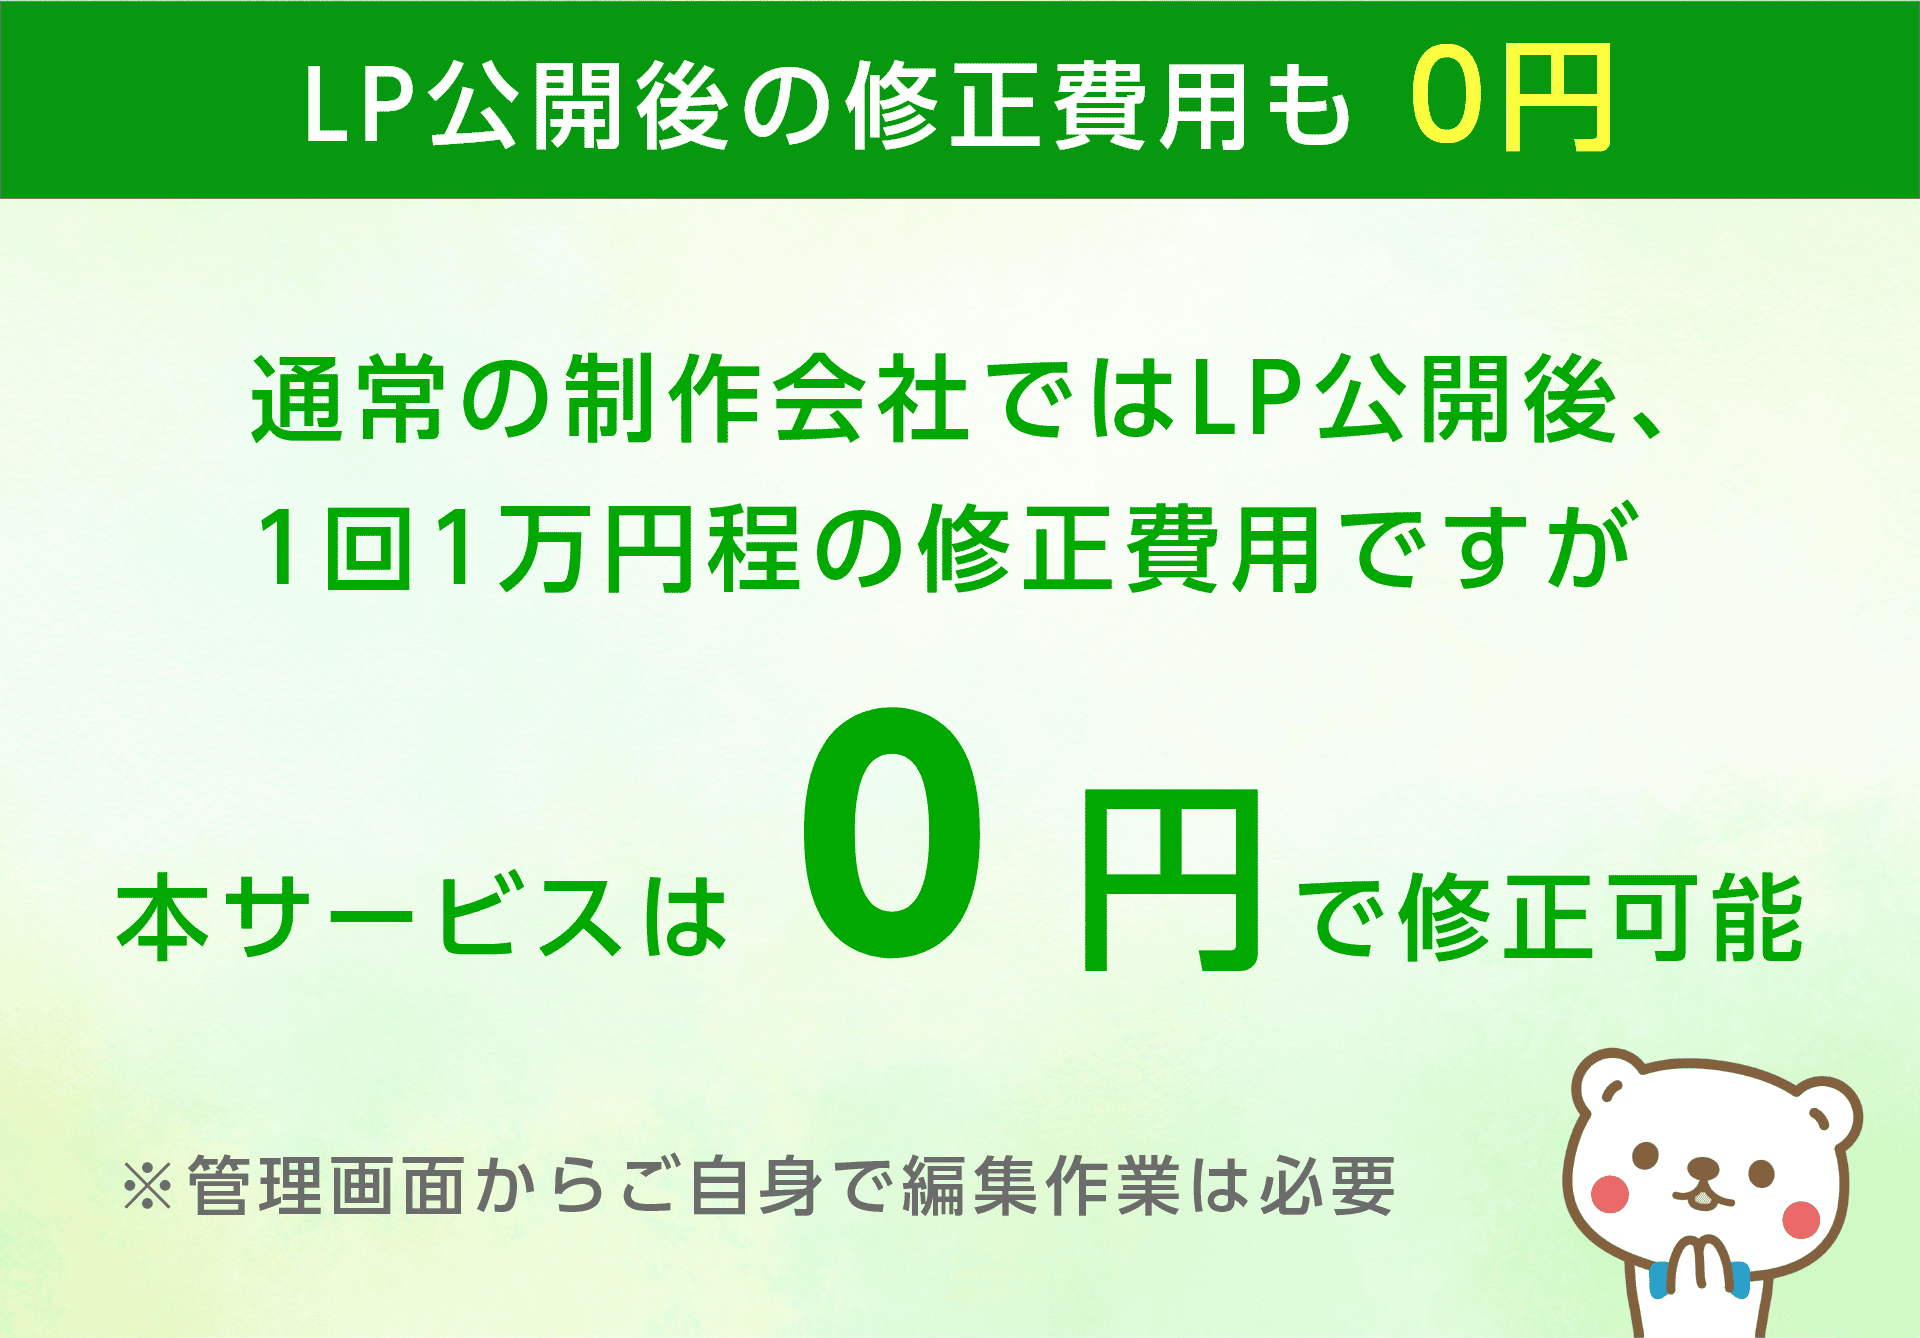 LP公開後の修正費用も 0円
通常の制作会社ではLP公開後、
1回1万円程の修正費用ですが
本サービスは 0 円で修正可能
※管理画面からご自身で編集作業は必要